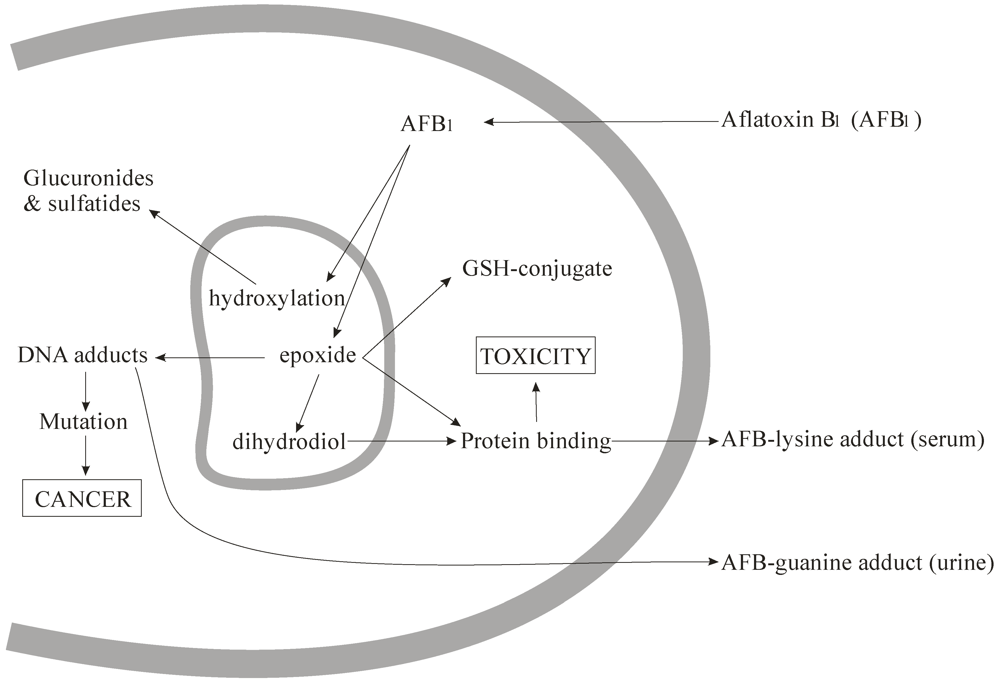 AFB1
Aflatoxin B1 (AFB1)
Glucuronides
& sulfatides
GSH-conjugate
hydroxylation
DNA adducts
epoxide
TOXICITY
Mutation
dihydrodiol
Protein binding
AFB-lysine adduct (serum)
CANCER
AFB-guanine adduct (urine)